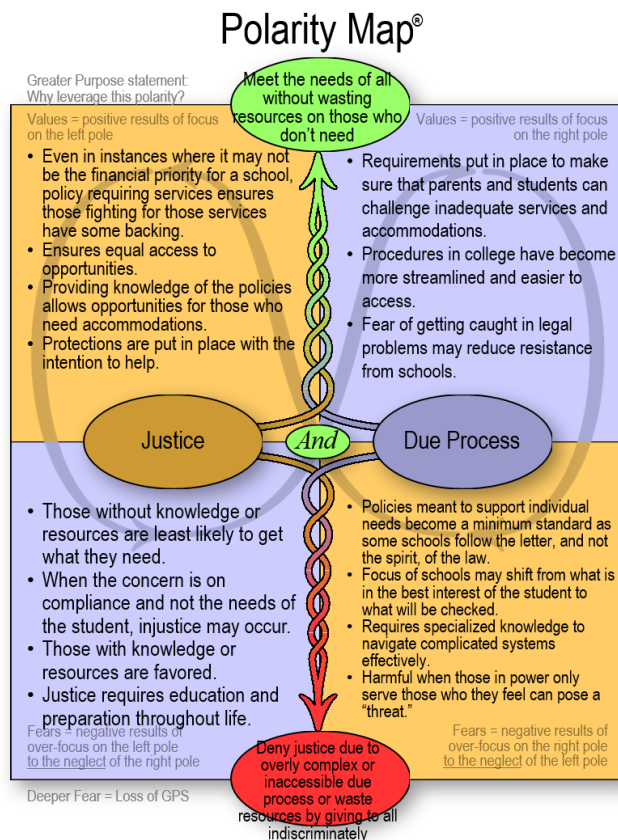 Polarity Map®
Greater Purpose statement:
Why leverage this polarity?
Meet the needs of all
without wasting
resources on those who
don't need
Values = positive results of focus
on the left pole
• Even in instances where it may not
be the financial priority for a school,
policy requiring services ensures
those fighting for those services
have some backing.
• Ensures equal access to
opportunities.
• Providing knowledge of the policies
allows opportunities for those who
need accommodations.
• Protections are put in place with the
intention to help.
Values = positive results of focus
on the right pole
• Requirements put in place to make
sure that parents and students can
challenge inadequate services and
accommodations.
• Procedures in college have become
more streamlined and easier to
access.
• Fear of getting caught in legal
problems may reduce resistance
from schools.
Justice
And
Due Process
• Those without knowledge or
resources are least likely to get
what they need.
• When the concern is on
compliance and not the needs of
the student, injustice may occur.
• Those with knowledge or
resources are favored.
• Justice requires education and
preparation throughout life.
Fears = negative results of
over-focus on the left pole
to the neglect of the right pole
• Policies meant to support individual
needs become a minimum standard as
some schools follow the letter, and not
the spirit, of the law.
• Focus of schools may shift from what is
in the best interest of the student to
what will be checked.
• Requires specialized knowledge to
navigate complicated systems
effectively.
• Harmful when those in power only
serve those who they feel can pose a
“threat.”
Fears = negative results of
over-focus on the right pole
to the neglect of the left pole
Deny justice due to
overly complex or
inaccessible due
process or waste
resources by giving to all
indiscriminately
Deeper Fear = Loss of GPS